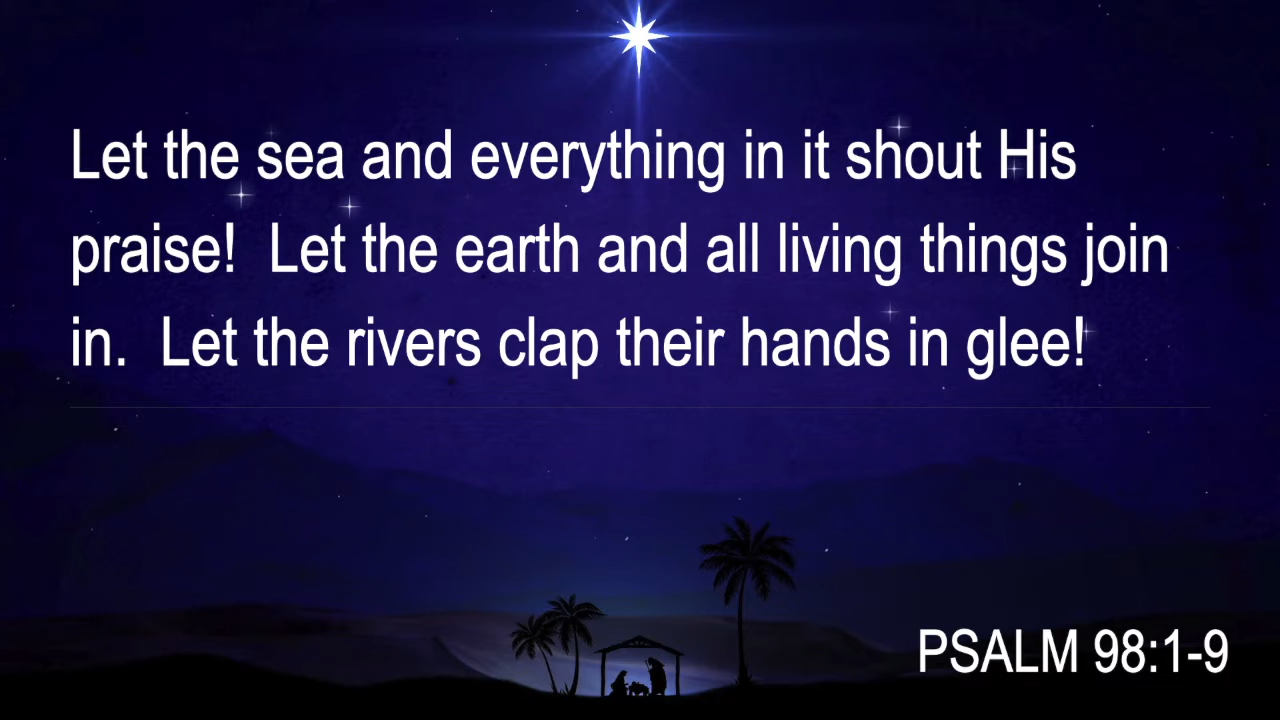 Let the sea and everything in it shout His
praise!  Let the earth and all living things join
in.  Let the rivers clap their hands in glee!
PSALM 98:1-9